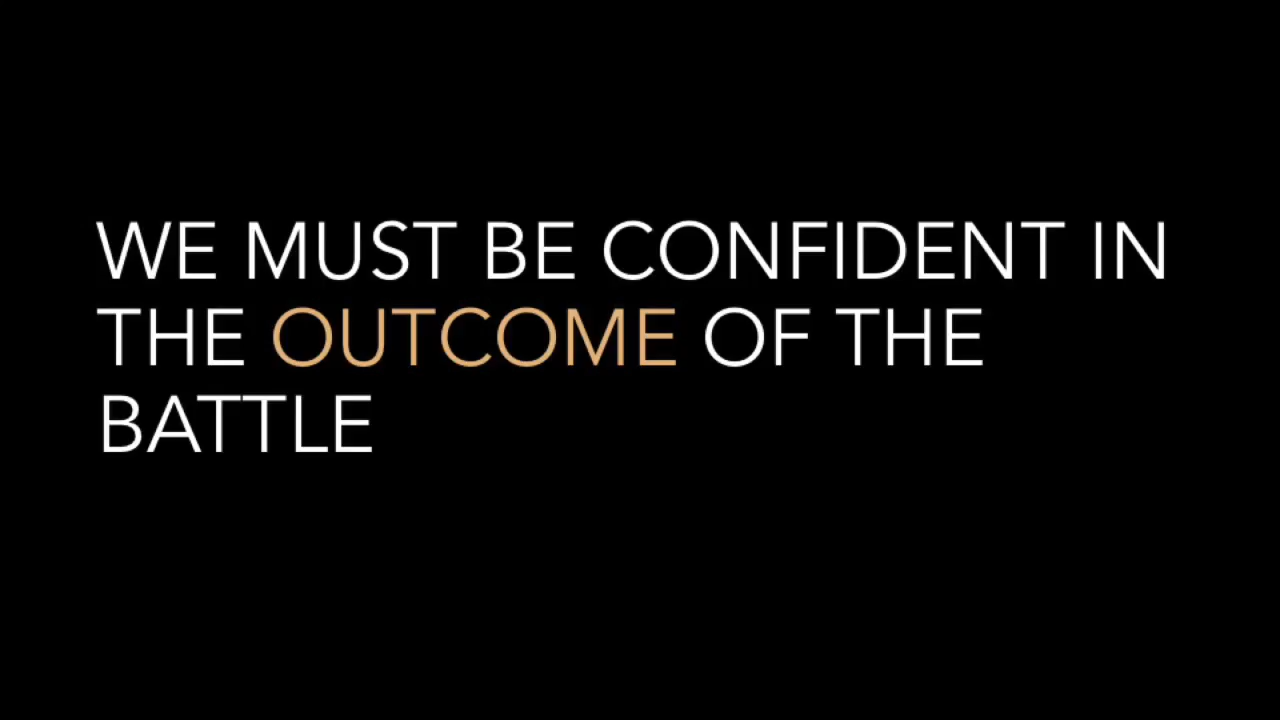 WE MUST BE CONFIDENT IN
THE OUTCOME OF THE
BATTLE